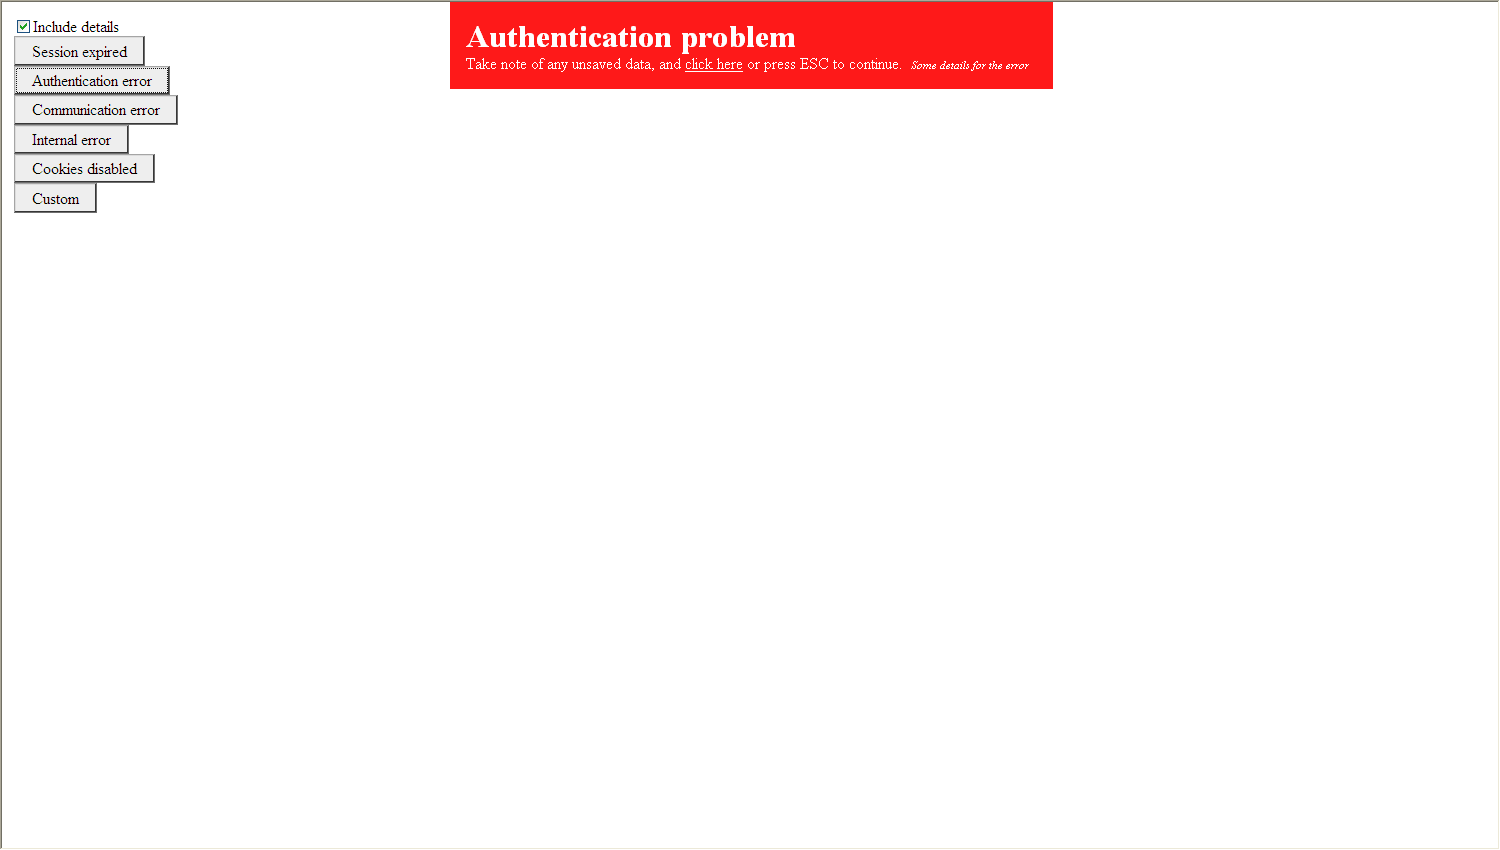 Include details
Session expired
Authentication error
Communication error
Internal error
Cookies disabled
Custom
Authentication problem
Take note of any unsaved data, and click here or press ESC to continue. Some details for the error